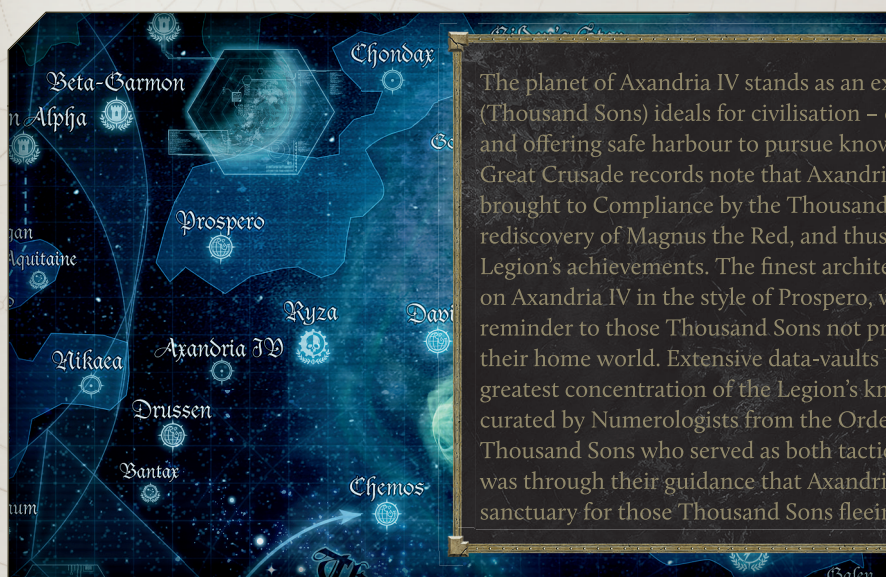 Chondax
Beta-Garmon
Alpha
Prospero
Aquitaine
Ryza
Davi
Nikaea
Axandria IV
Drussen
Bantax
Chemos
The planet of Axandria IV stands as an ex
(Thousand Sons) ideals for civilisation –
and offering safe harbour to pursue know
Great Crusade records note that Axandri
brought to Compliance by the Thousand
rediscovery of Magnus the Red, and thus
Legion's achievements. The finest archite
on Axandria IV in the style of Prospero, w
reminder to those Thousand Sons not pr
their home world. Extensive data-vaults
greatest concentration of the Legion's kn
curated by Numerologists from the Orde
Thousand Sons who served as both tactic
was through their guidance that Axandri
sanctuary for those Thousand Sons fleein